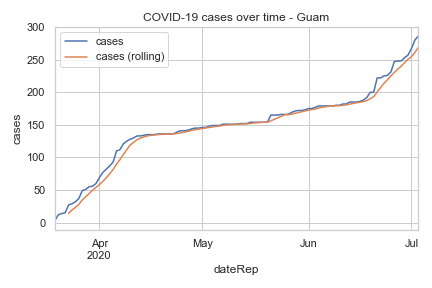 COVID-19 cases over time - Guam
cases
cases (rolling)
300
250
200
150
100
50
0
cases
Apr
2020
May
Jun
Jul
dateRep